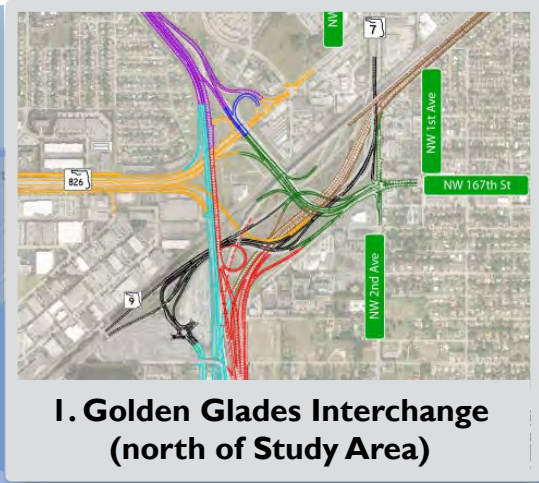 NW
7
NW 1st Ave
826
NW 167th St
NW 2nd Ave
9
1. Golden Glades Interchange
(north of Study Area)